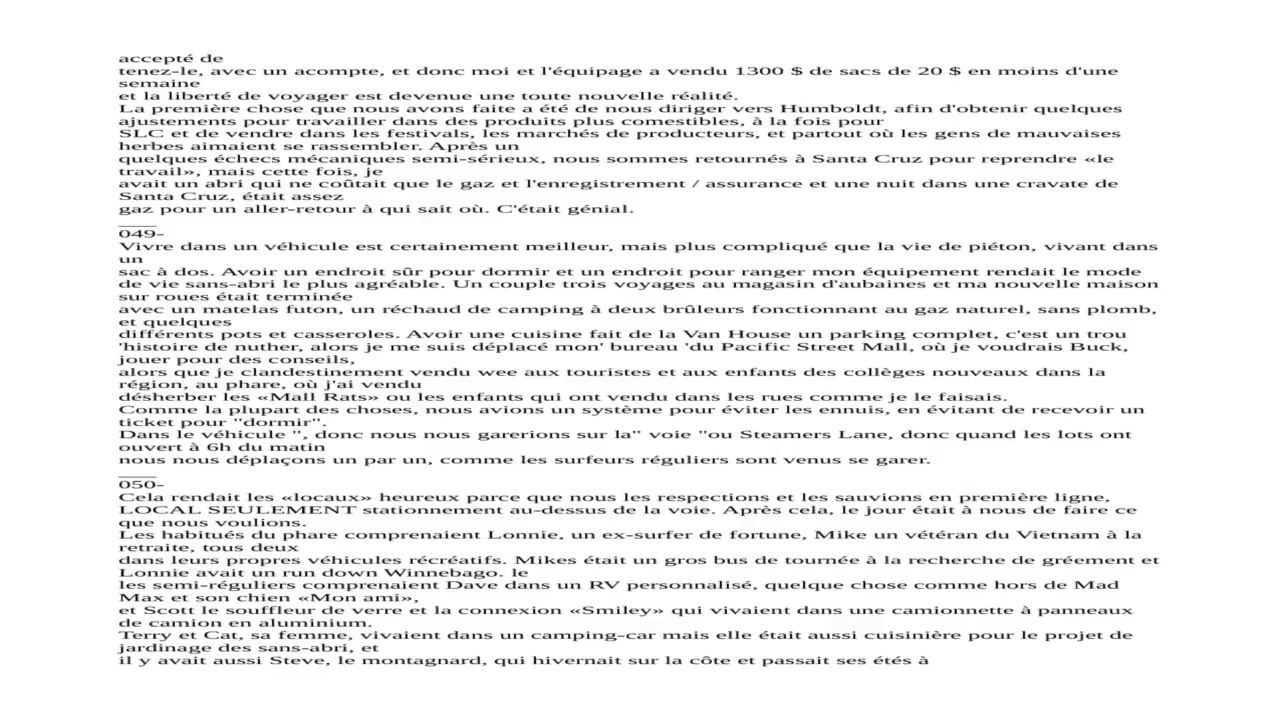 accepté de
tenez-le, avec un acompte, et donc moi et l'équipage a vendu 1300 $ de sacs de 20 $ en moins d'une
semaine
et la liberté de voyager est devenue une toute nouvelle réalité.
La première chose que nous avons faite a été de nous diriger vers Humboldt, afin d'obtenir quelques
ajustements pour travailler dans des produits plus comestibles, à la fois pour
SLC et de vendre dans les festivals, les marchés de producteurs, et partout où les gens de mauvaises
herbes aimaient se rassembler. Après un
quelques échecs mécaniques semi-sérieux, nous sommes retournés à Santa Cruz pour reprendre «le
travail», mais cette fois, je
avait un abri qui ne coûtait que le gaz et l'enregistrement / assurance et une nuit dans une cravate de
Santa Cruz, était assez
gaz pour un aller-retour à qui sait où. C'était génial.
____
049-
Vivre dans un véhicule est certainement meilleur, mais plus compliqué que la vie de piéton, vivant dans
un
sac à dos. Avoir un endroit sûr pour dormir et un endroit pour ranger mon équipement rendait le mode
de vie sans-abri le plus agréable. Un couple trois voyages au magasin d'aubaines et ma nouvelle maison
sur roues était terminée
avec un matelas futon, un réchaud de camping à deux brûleurs fonctionnant au gaz naturel, sans plomb,
et quelques
différents pots et casseroles. Avoir une cuisine fait de la Van House un parking complet, c'est un trou
'histoire de nuther, alors je me suis déplacé mon' bureau 'du Pacific Street Mall, où je voudrais Buck,
jouer pour des conseils,
alors que je clandestinement vendu wee aux touristes et aux enfants des collèges nouveaux dans la
région, au phare, où j'ai vendu
désherber les «Mall Rats» ou les enfants qui ont vendu dans les rues comme je le faisais.
Comme la plupart des choses, nous avions un système pour éviter les ennuis, en évitant de recevoir un
ticket pour "dormir".
Dans le véhicule ", donc nous nous garerions sur la" voie "ou Steamers Lane, donc quand les lots ont
ouvert à 6h du matin
nous nous déplaçons un par un, comme les surfeurs réguliers sont venus se garer.
____
050-
Cela rendait les «locaux» heureux parce que nous les respections et les sauvions en première ligne,
LOCAL SEULEMENT stationnement au-dessus de la voie. Après cela, le jour était à nous de faire ce
que nous voulions.
Les habitués du phare comprenaient Lonnie, un ex-surfer de fortune, Mike un vétéran du Vietnam à la
retraite, tous deux
dans leurs propres véhicules récréatifs. Mikes était un gros bus de tournée à la recherche de gréement et
Lonnie avait un run down Winnebago. le
les semi-réguliers comprenaient Dave dans un RV personnalisé, quelque chose comme hors de Mad
Max et son chien «Mon ami»,
et Scott le souffleur de verre et la connexion «Smiley» qui vivaient dans une camionnette à panneaux
de camion en aluminium.
Terry et Cat, sa femme, vivaient dans un camping-car mais elle était aussi cuisinière pour le projet de
jardinage des sans-abri, et
il y avait aussi Steve, le montagnard, qui hivernait sur la côte et passait ses étés à